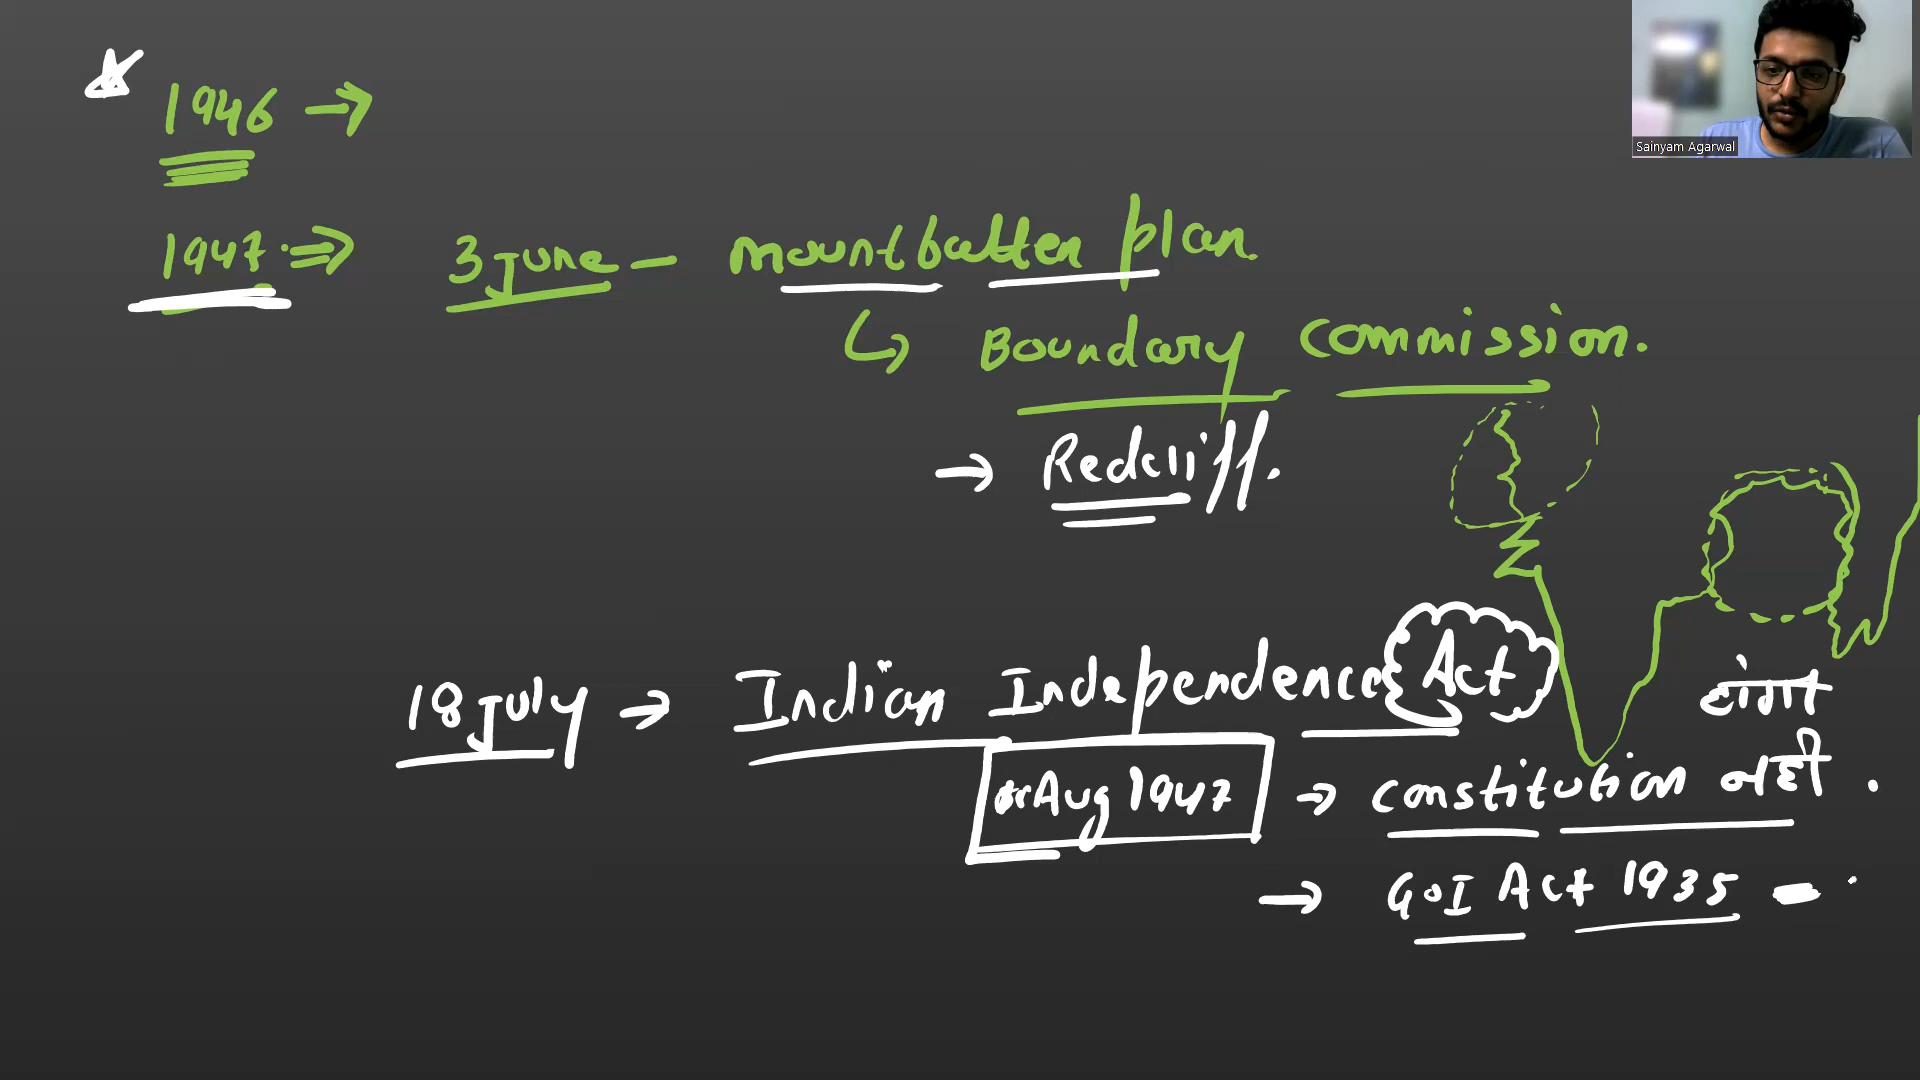 Sainyam Agarwal
1946 →
1947 ⇒ 3 June - mountbatten plan.
↳ Boundary commission.
→ Redcliff.
18 July → Indian Independence Act
Aug 1947 → constitution नही .
→ GOI Act 1935 -